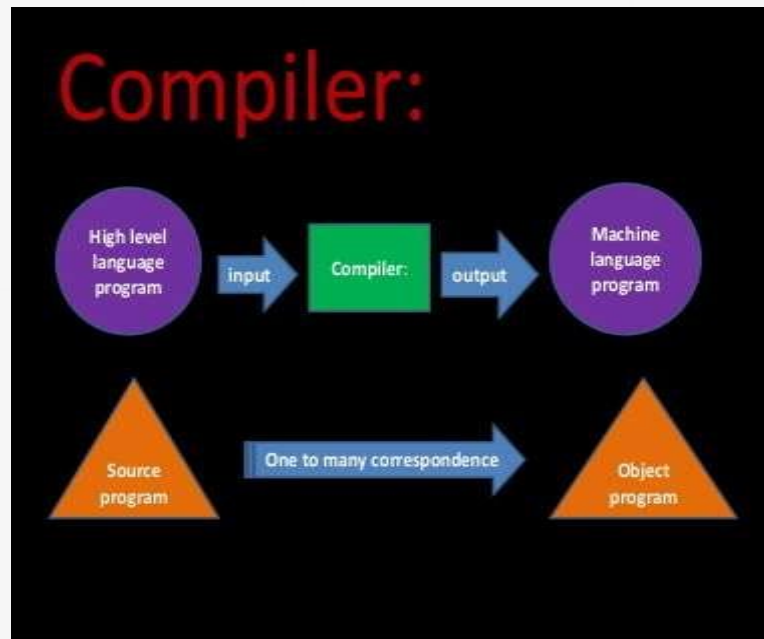 Compiler:
High level
language
program
input
Compiler:
output
Machine
language
program
Source
program
One to many correspondence
Object
program